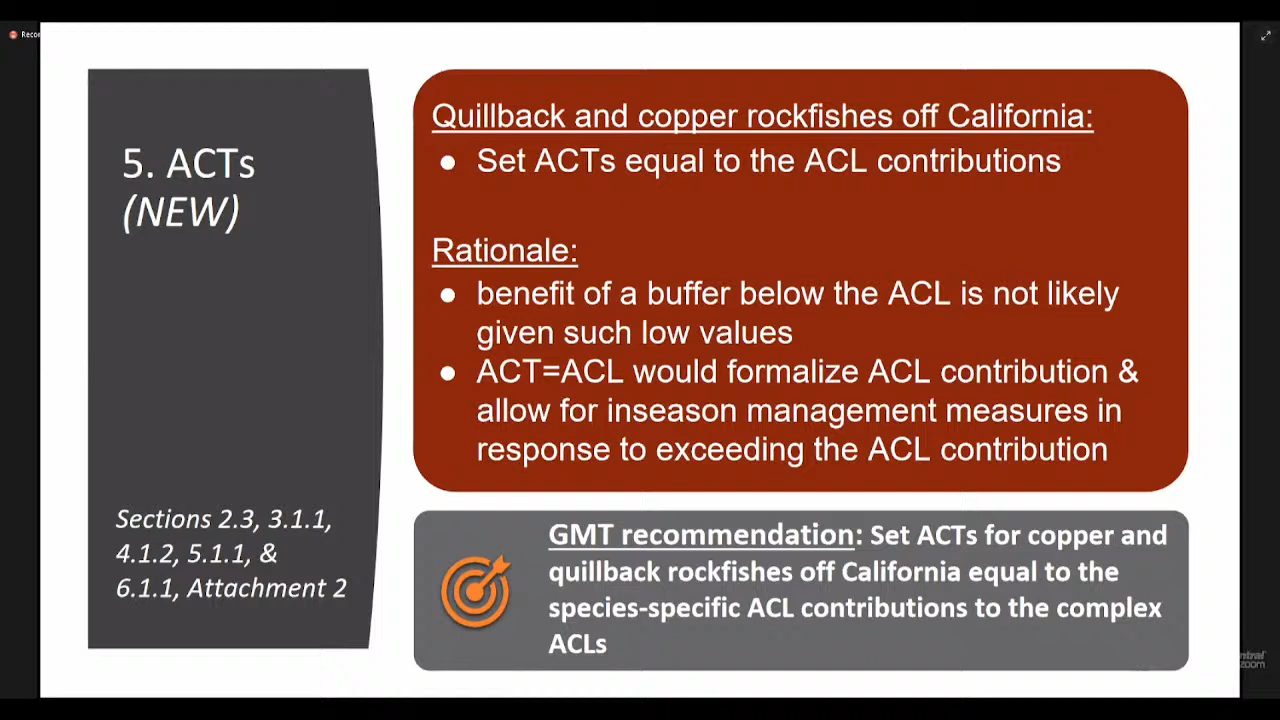 Recor
5. ACTs
(NEW)
Sections 2.3, 3.1.1,
4.1.2, 5.1.1, &
6.1.1, Attachment 2
Quillback and copper rockfishes off California:
● Set ACTs equal to the ACL contributions
Rationale:
● benefit of a buffer below the ACL is not likely
given such low values
● ACT=ACL would formalize ACL contribution &
allow for inseason management measures in
response to exceeding the ACL contribution
GMT recommendation: Set ACTs for copper and
quillback rockfishes off California equal to the
species-specific ACL contributions to the complex
ACLs
zoom